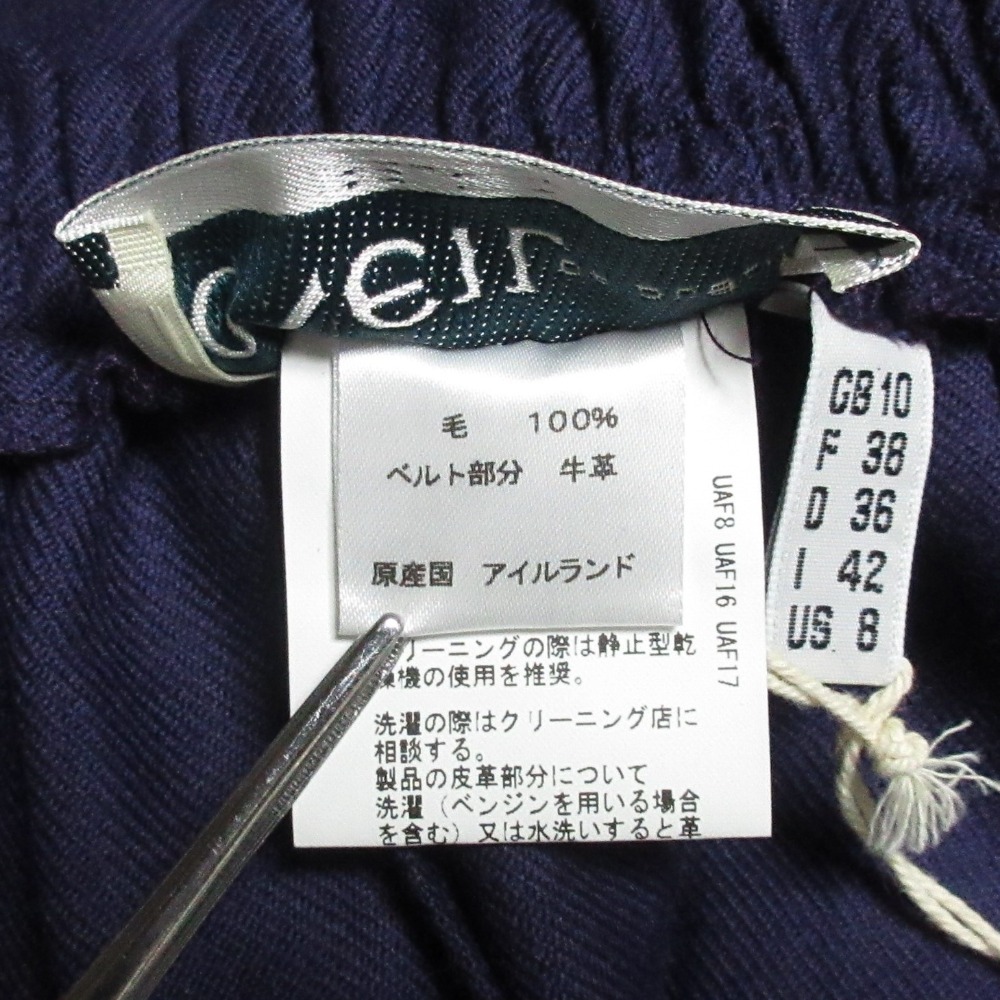 毛 100%
ベルト部分 牛革
原産国 アイルランド
リーニングの際は静止型乾
燥機の使用を推奨。
洗濯の際はクリーニング店に
相談する。
製品の皮革部分について
洗濯（ベンジンを用いる場合
を含む）又は水洗いすると革
UAF8 UAF16 UAF17
GB 10
F 38
D 36
I 42
US 8